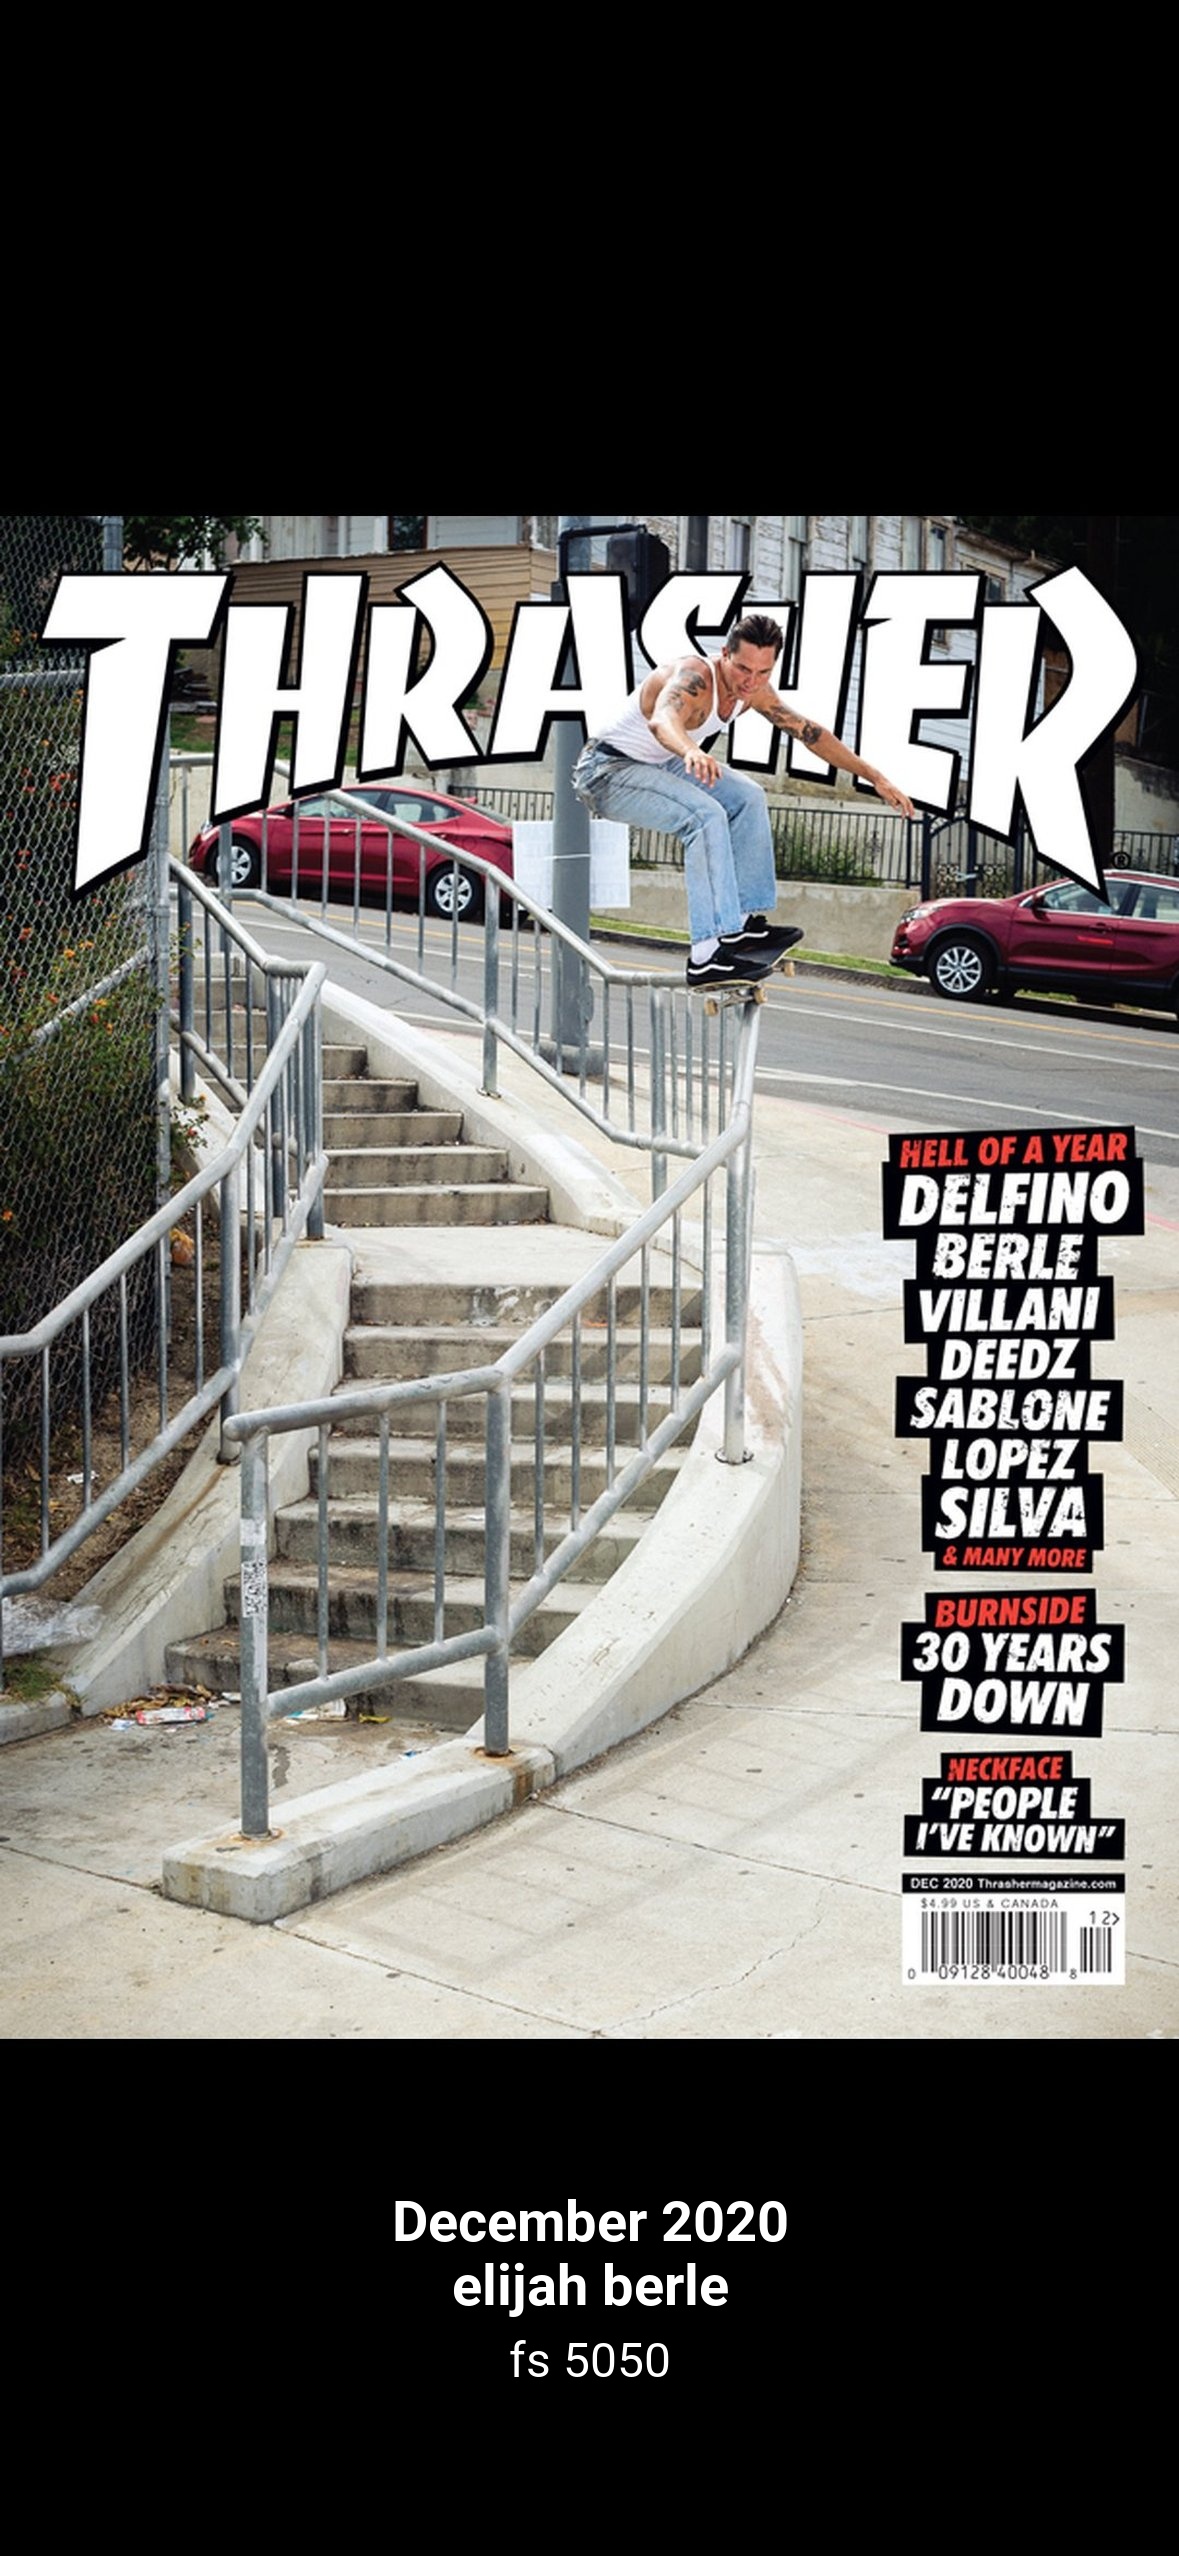 THRASHER
®
HELL OF A YEAR
DELFINO
BERLE
VILLANI
DEEDZ
SABLONE
LOPEZ
SILVA
& MANY MORE
BURNSIDE
30 YEARS
DOWN
NECKFACE
“PEOPLE
I’VE KNOWN”
DEC 2020 Thrashermagazine.com
$4.99 US & CANADA
12>
0 09128 40048 8
December 2020
elijah berle
fs 5050